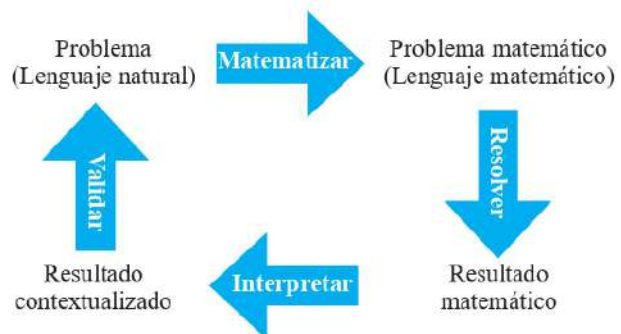 Problema
(Lenguaje natural)
Matematizar
Problema matemático
(Lenguaje matemático)
Resolver
Resultado
matemático
Interpretar
Resultado
contextualizado
Validar